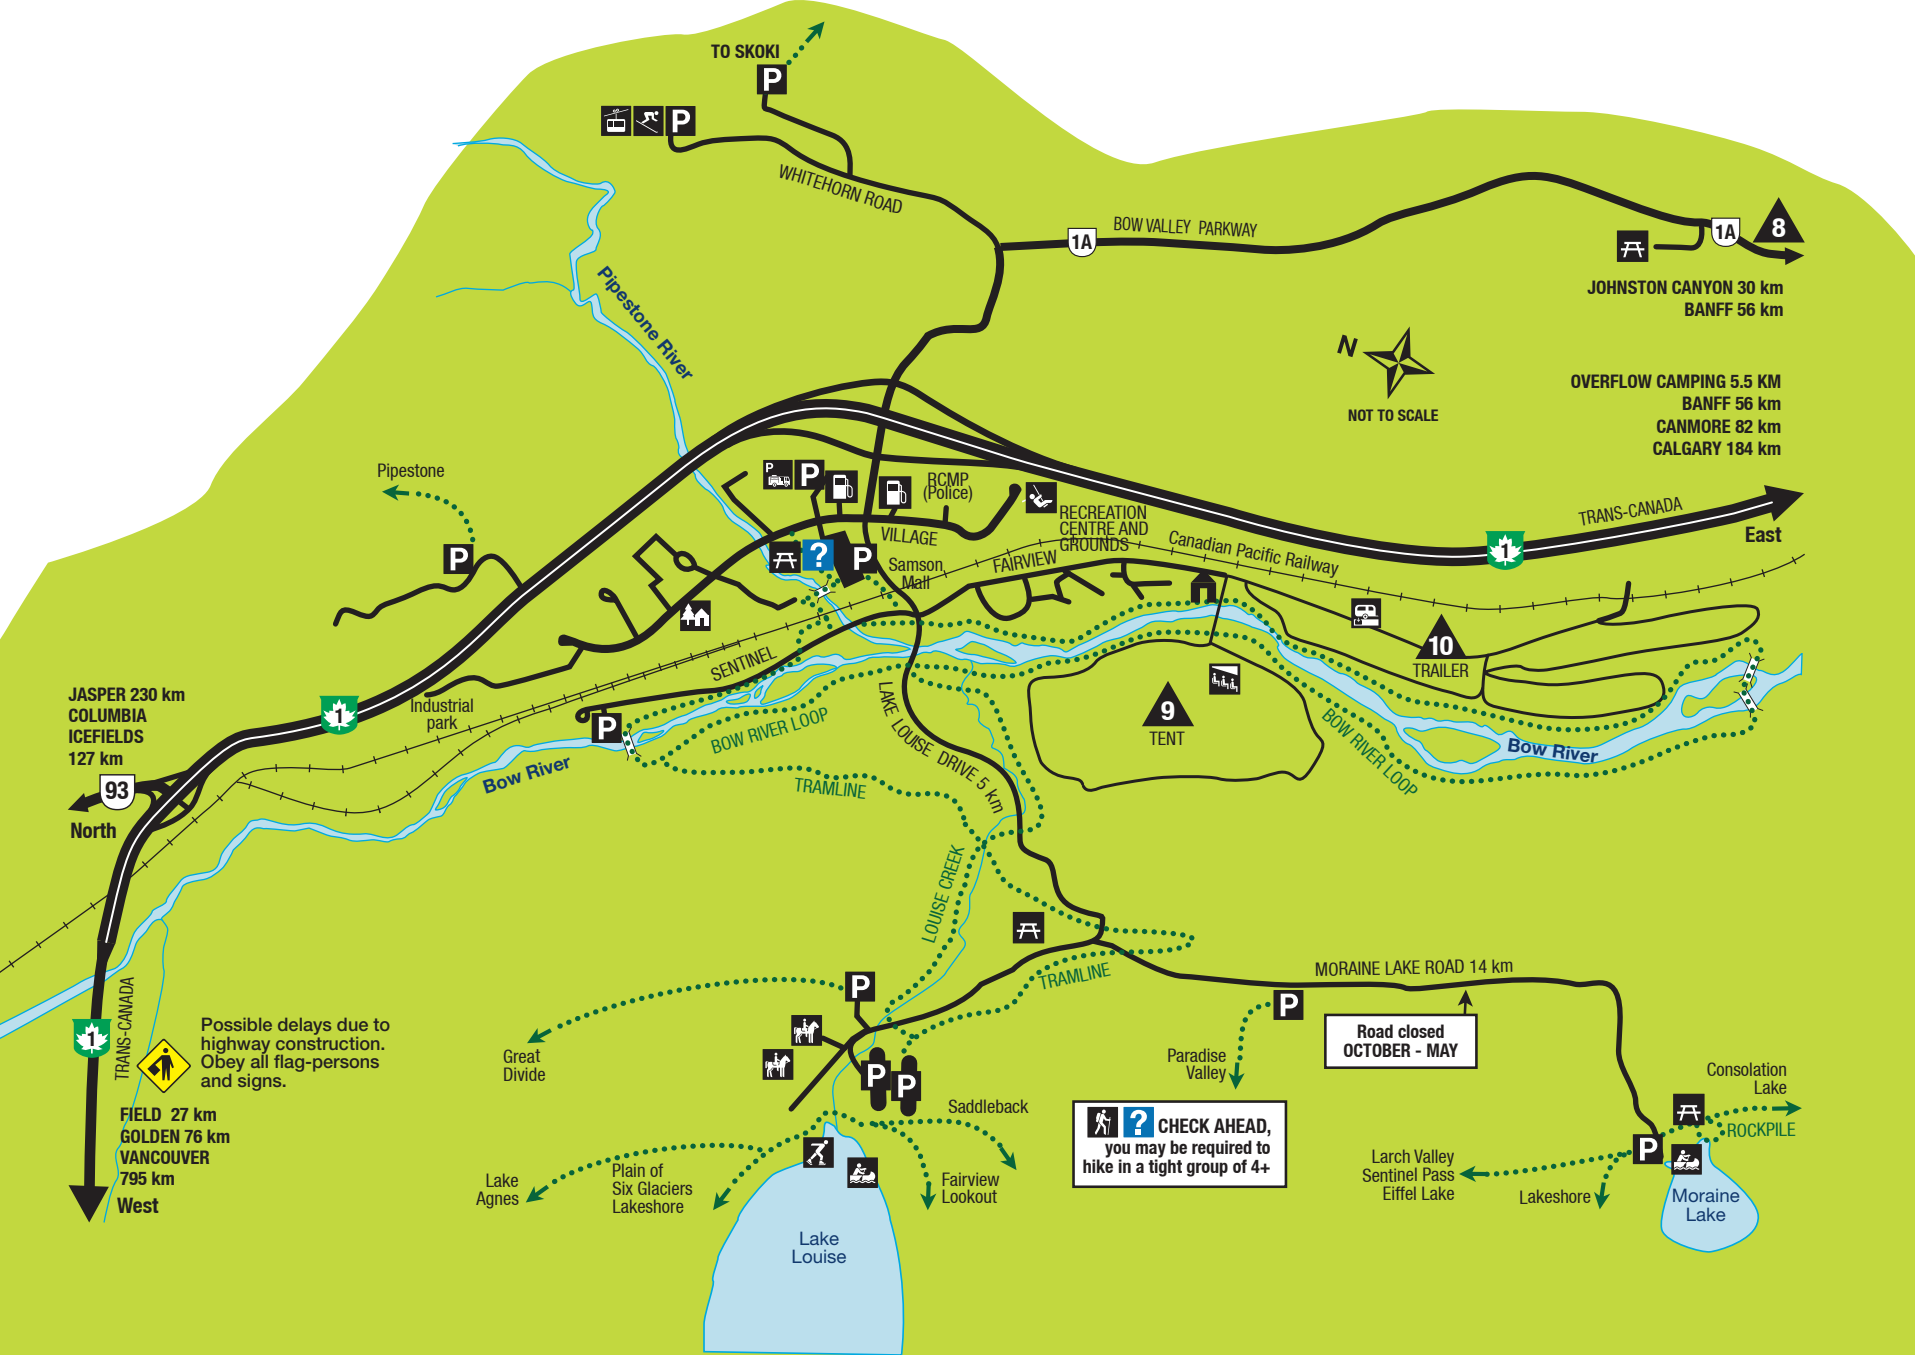 TO SKOKI
P
P
WHITEHORN ROAD
1A
BOW VALLEY PARKWAY
1A
8
JOHNSTON CANYON 30 km
BANFF 56 km
Pipestone River
N
NOT TO SCALE
OVERFLOW CAMPING 5.5 KM
BANFF 56 km
CANMORE 82 km
CALGARY 184 km
Pipestone
P
P
P
RCMP
(Police)
VILLAGE
RECREATION
CENTRE AND
GROUNDS
TRANS-CANADA
East
1
Canadian Pacific Railway
FAIRVIEW
?
P
Samson
Mall
SENTINEL
10
TRAILER
9
TENT
JASPER 230 km
COLUMBIA
ICEFIELDS
127 km
93
North
1
Industrial
park
P
BOW RIVER LOOP
Bow River
TRAMLINE
LAKE LOUISE DRIVE 5 km
BOW RIVER LOOP
Bow River
LOUISE CREEK
TRAMLINE
MORAINE LAKE ROAD 14 km
P
Road closed
OCTOBER - MAY
P
Great
Divide
TRANS-CANADA
1
Possible delays due to
highway construction.
Obey all flag-persons
and signs.
FIELD 27 km
GOLDEN 76 km
VANCOUVER
795 km
West
P
P
Paradise
Valley
? CHECK AHEAD,
you may be required to
hike in a tight group of 4+
Saddleback
Consolation
Lake
ROCKPILE
P
Larch Valley
Sentinel Pass
Eiffel Lake
Lakeshore
Moraine
Lake
Lake
Agnes
Plain of
Six Glaciers
Lakeshore
Fairview
Lookout
Lake
Louise